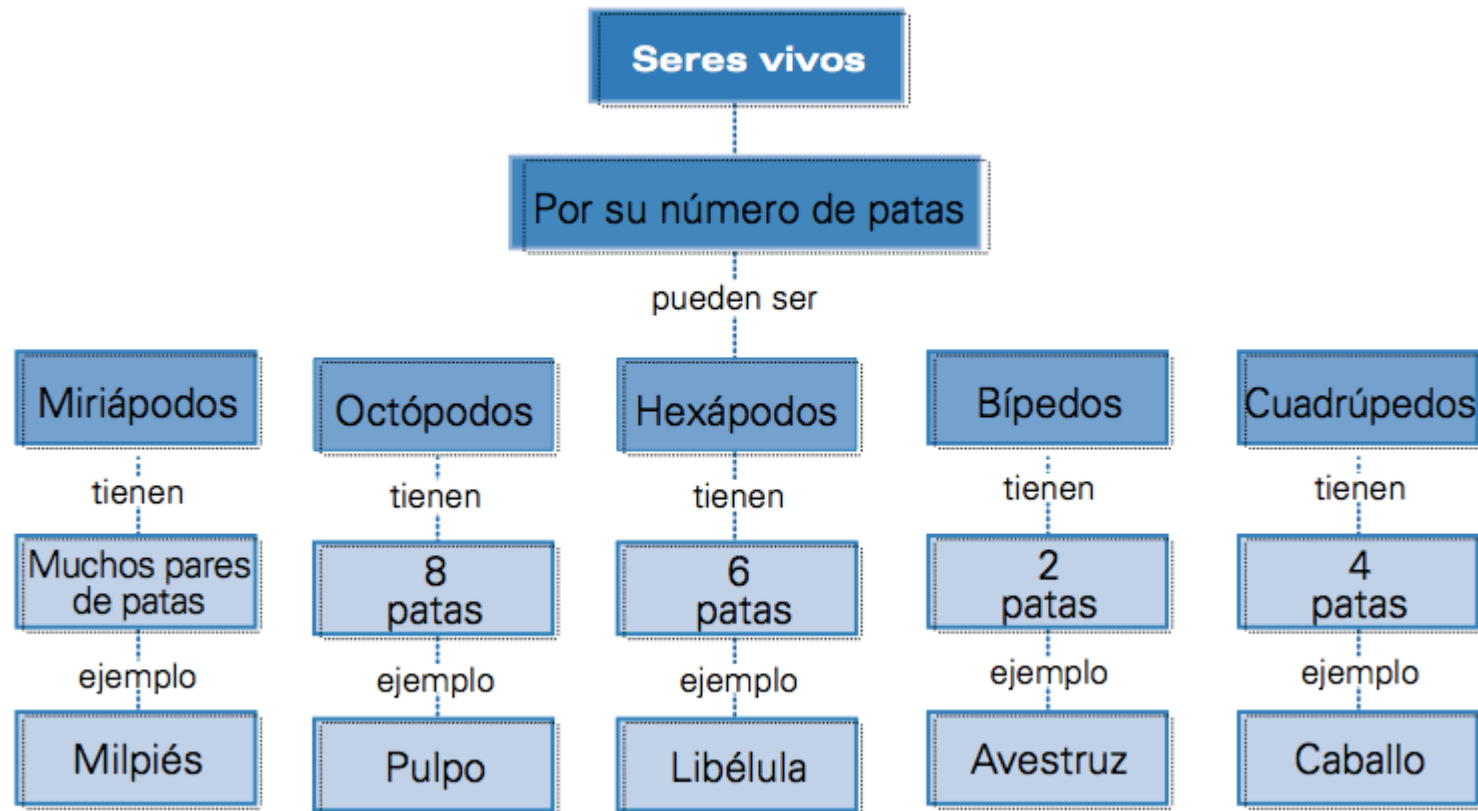 Seres vivos
Por su número de patas
pueden ser
Miriápodos
tienen
Muchos pares
de patas
ejemplo
Milpiés
Octópodos
tienen
8
patas
ejemplo
Pulpo
Hexápodos
tienen
6
patas
ejemplo
Libélula
Bípedos
tienen
2
patas
ejemplo
Avestruz
Cuadrúpedos
tienen
4
patas
ejemplo
Caballo